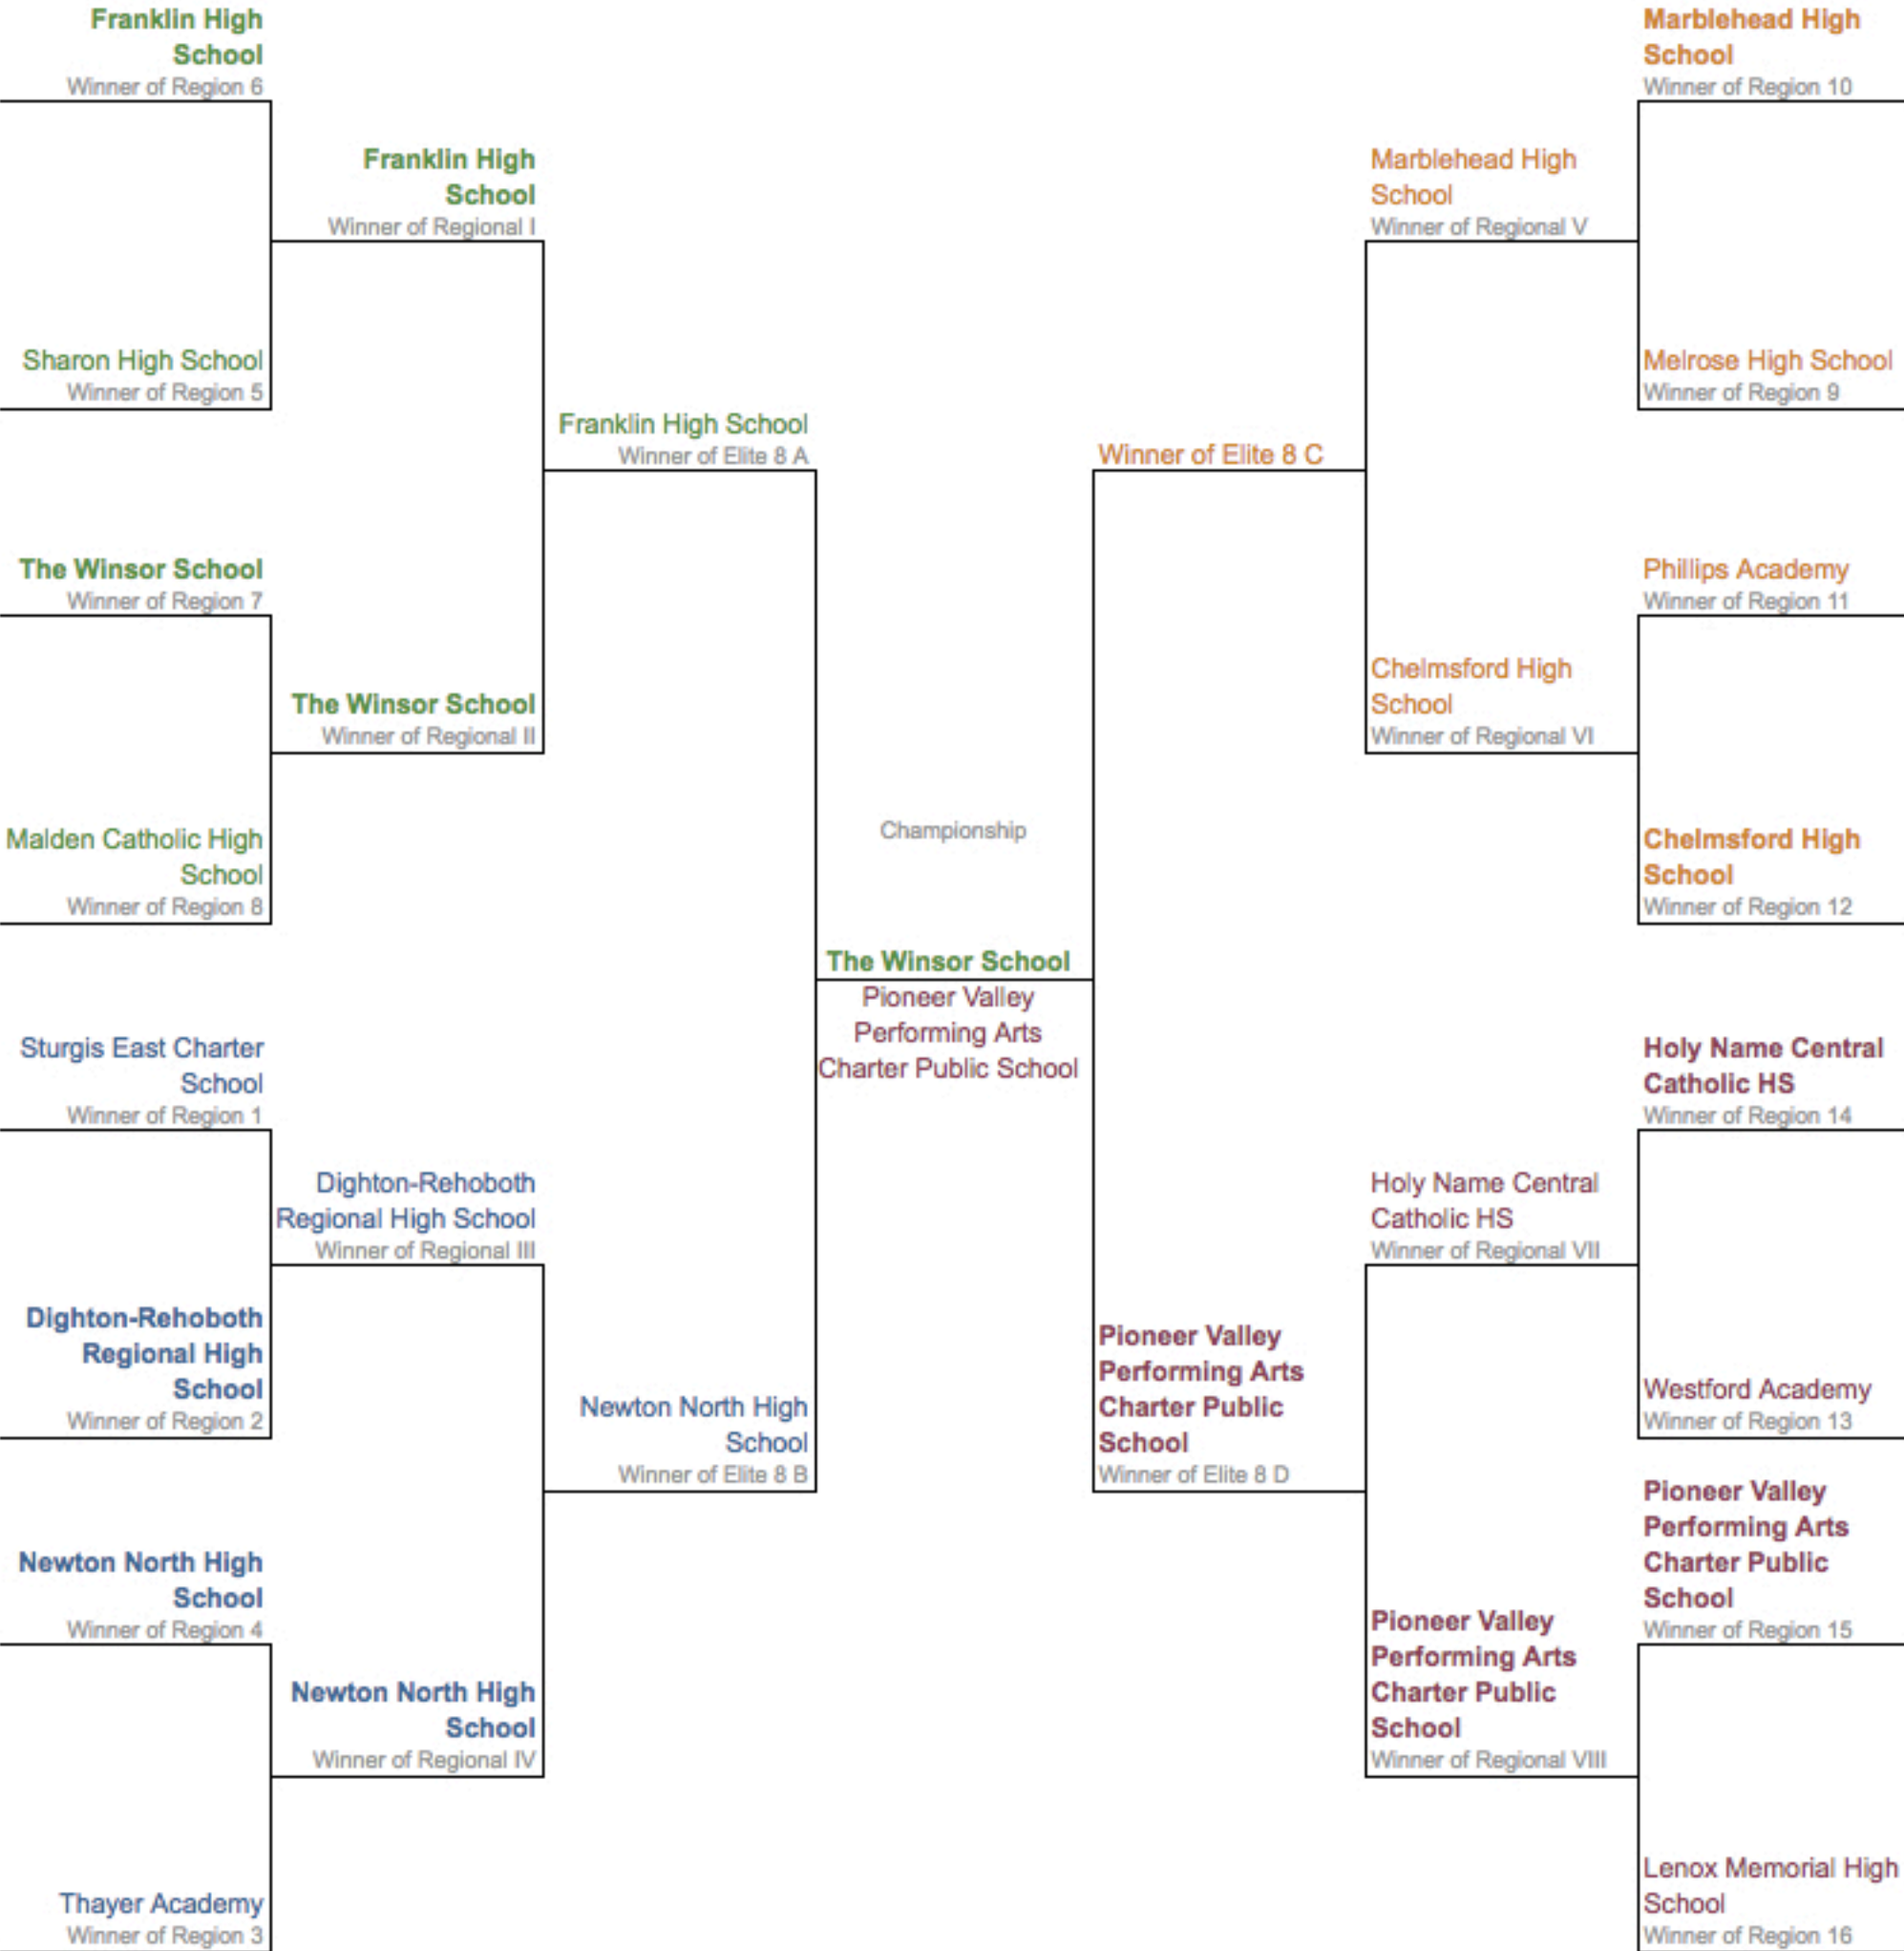 Franklin High
School
Winner of Region 6
Sharon High School
Winner of Region 5
The Winsor School
Winner of Region 7
Malden Catholic High
School
Winner of Region 8
Sturgis East Charter
School
Winner of Region 1
Dighton-Rehoboth
Regional High
School
Winner of Region 2
Newton North High
School
Winner of Region 4
Thayer Academy
Winner of Region 3
Franklin High
School
Winner of Regional I
The Winsor School
Winner of Regional II
Dighton-Rehoboth
Regional High School
Winner of Regional III
Newton North High
School
Winner of Regional IV
Franklin High School
Winner of Elite 8 A
Newton North High
School
Winner of Elite 8 B
Championship
The Winsor School
Pioneer Valley
Performing Arts
Charter Public School
Winner of Elite 8 C
Pioneer Valley
Performing Arts
Charter Public
School
Winner of Elite 8 D
Marblehead High
School
Winner of Regional V
Chelmsford High
School
Winner of Regional VI
Holy Name Central
Catholic HS
Winner of Regional VII
Pioneer Valley
Performing Arts
Charter Public
School
Winner of Regional VIII
Marblehead High
School
Winner of Region 10
Melrose High School
Winner of Region 9
Phillips Academy
Winner of Region 11
Chelmsford High
School
Winner of Region 12
Holy Name Central
Catholic HS
Winner of Region 14
Westford Academy
Winner of Region 13
Pioneer Valley
Performing Arts
Charter Public
School
Winner of Region 15
Lenox Memorial High
School
Winner of Region 16